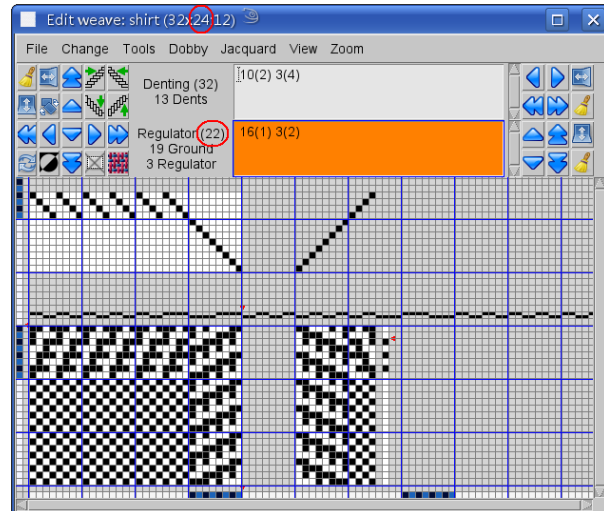 Edit weave: shirt (32x24:12)
File Change Tools Dobby Jacquard View Zoom
Denting (32)
13 Dents
10(2) 3(4)
Regulator (22)
19 Ground
3 Regulator
16(1) 3(2)